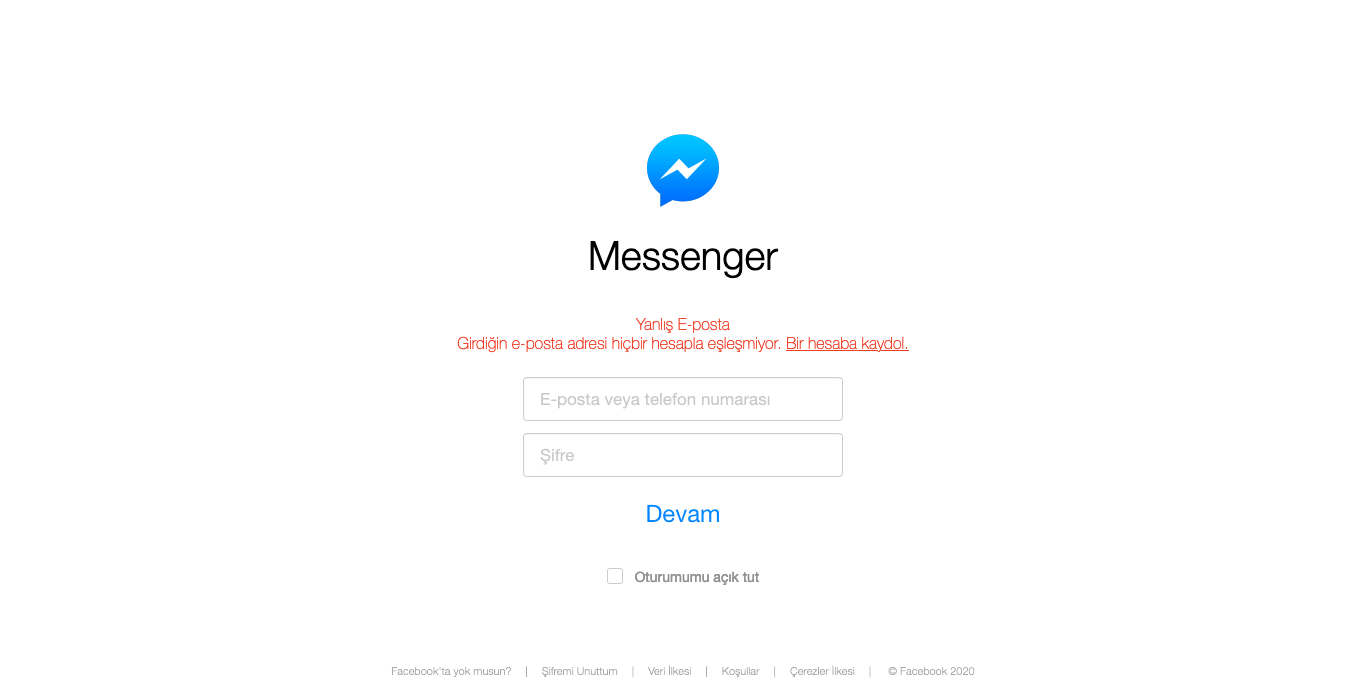 Messenger
Yanlış E-posta
Girdiğin e-posta adresi hiçbir hesapla eşleşmiyor. Bir hesaba kaydol.
E-posta veya telefon numarası
Şifre
Devam
Oturumumu açık tut
Facebook'ta yok musun? | Şifremi Unuttum | Veri İlkesi | Koşullar | Çerezler İlkesi | © Facebook 2020